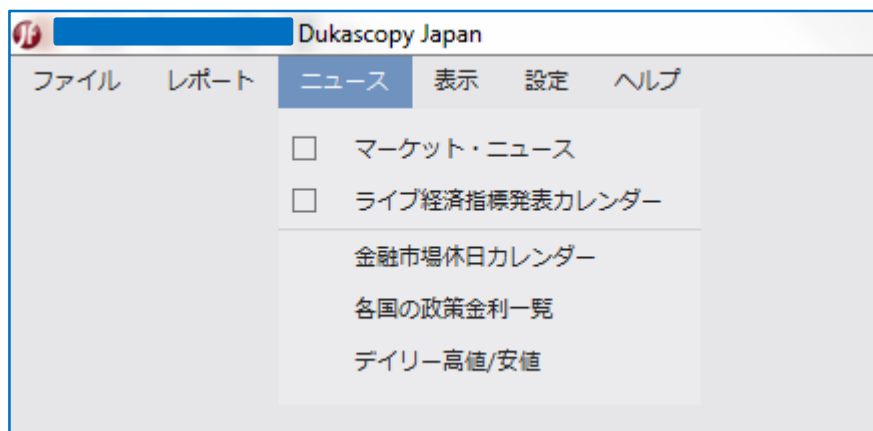 Dukascopy Japan
ファイル レポート ニュース 表示 設定 ヘルプ
マーケット・ニュース
ライブ経済指標発表カレンダー
金融市場休日カレンダー
各国の政策金利一覧
デイリー高値/安値